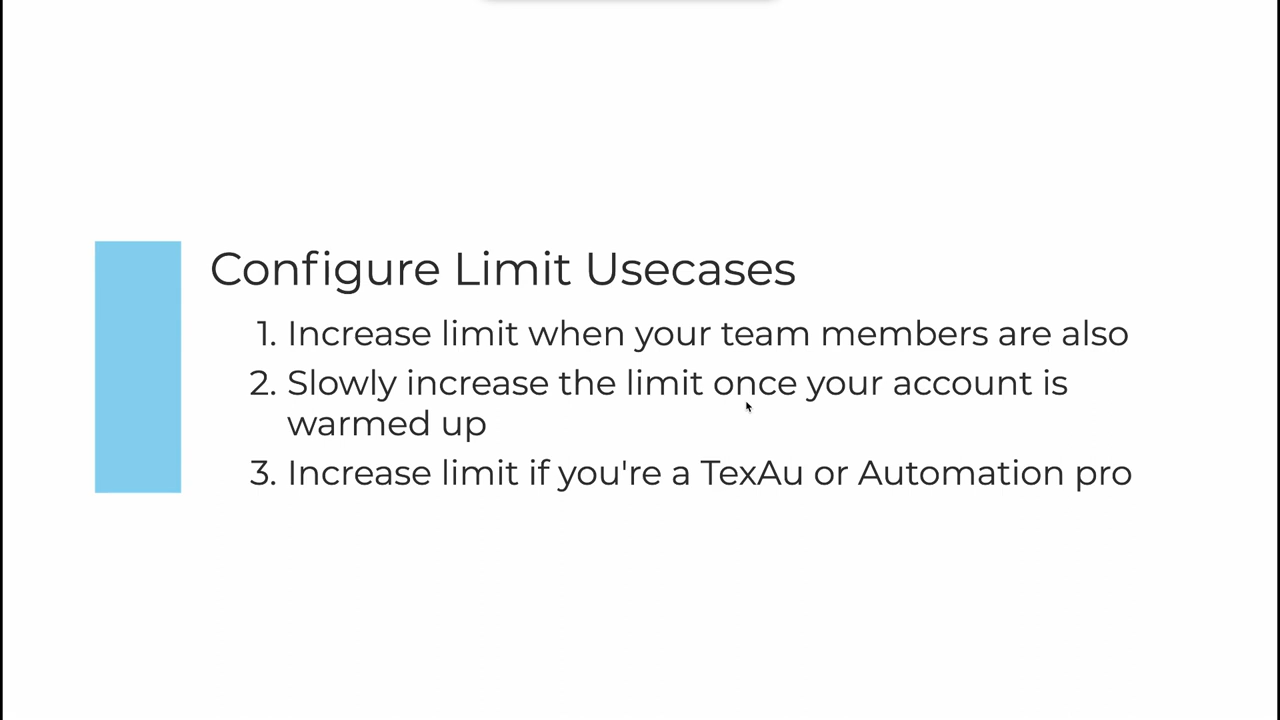 Configure Limit Usecases
1. Increase limit when your team members are also
2. Slowly increase the limit once your account is
warmed up
3. Increase limit if you're a TexAu or Automation pro